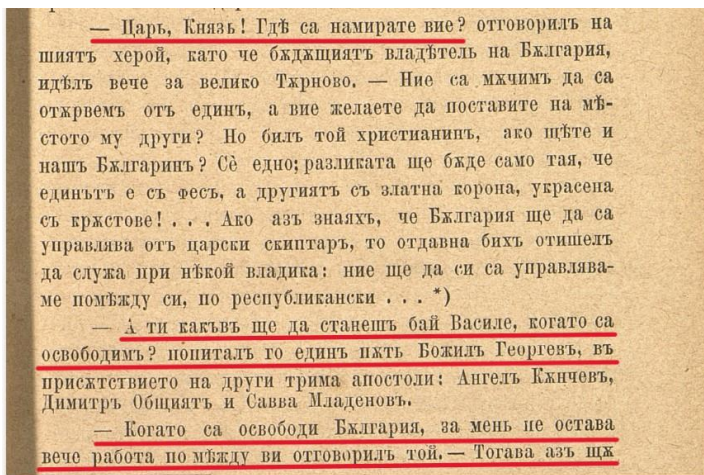 — Царь, Князь! Гдѣ са намирате вие? отговорилъ на
шиятъ херой, като че бѫдѫщиятъ владѣтель на Бѫлгария,
идѣлъ вече за велико Тѫрново. — Ние са мѫчимъ да са
отѫрвемъ отъ единъ, а вие желаете да поставите на мѣ-
стото му други? Но билъ той христианинъ, ако щѣте и
нашъ Бѫлгаринъ? Сѐ едно; разликата ще бѫде само тая, че
единътъ е съ фесъ, а другиятъ съ златна корона, украсена
съ крѫстове! . . . Ако азъ знаяхъ, че Бѫлгария ще да са
управлява отъ царски скиптаръ, то отдавна бихъ отишелъ
да служа при нѣкой владика: ние ще да си са управлява-
ме помѣжду си, по републикански . . . *)
— А ти какъвъ ще да станешъ бай Василе, когато са
освободимъ? попиталъ го единъ пѫть Божилъ Георгевъ, въ
присѫтствието на други трима апостоли: Ангелъ Кѫнчевъ,
Димитръ Общиятъ и Савва Младеновъ.
— Когато са освободи Бѫлгария, за мень не остава
вече работа по мѣжду ви отговорилъ той. — Тогава азъ щѫ